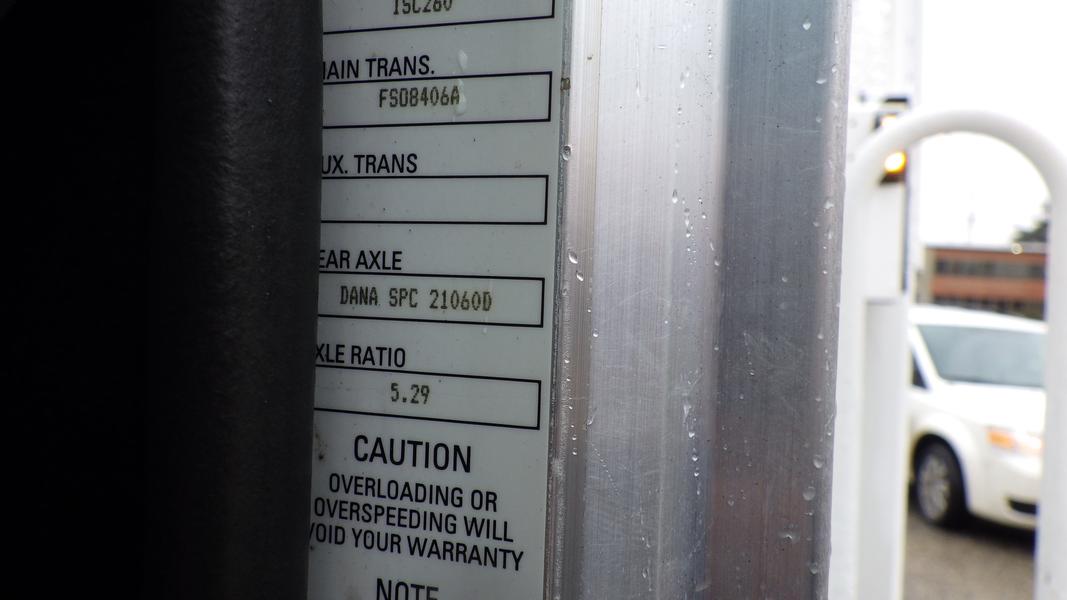 ISC280
MAIN TRANS.
FSO8406A
UX. TRANS
EAR AXLE
DANA SPC 21060D
XLE RATIO
5.29
CAUTION
OVERLOADING OR
OVERSPEEDING WILL
VOID YOUR WARRANTY
NOTE